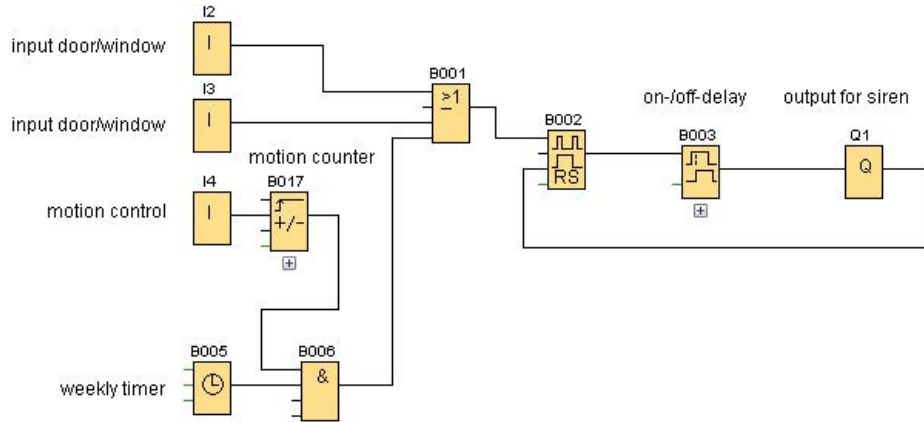 I2
input door/window
I
B001
>1
I3
input door/window
I
on-/off-delay
output for siren
B002
RS
B003
Q1
Q
motion counter
I4
B017
motion control
I
+/-
B005
B006
weekly timer
&